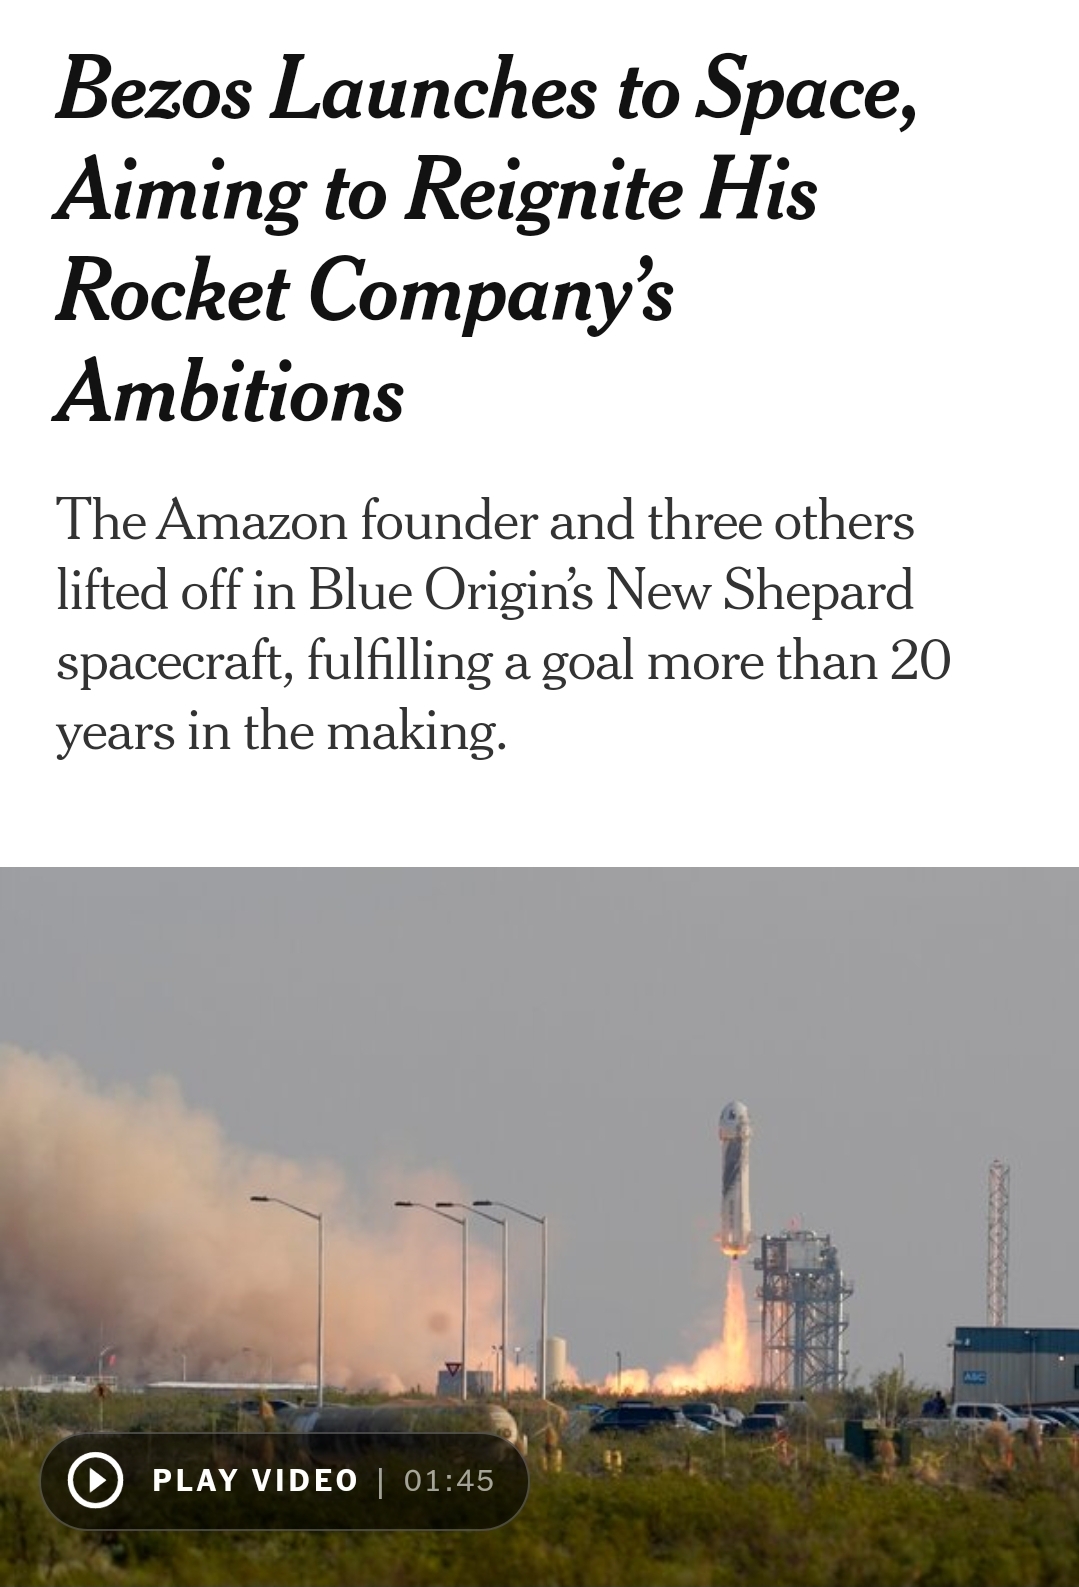 Bezos Launches to Space,
Aiming to Reignite His
Rocket Company’s
Ambitions
The Amazon founder and three others
lifted off in Blue Origin’s New Shepard
spacecraft, fulfilling a goal more than 20
years in the making.
ASC
PLAY VIDEO | 01:45